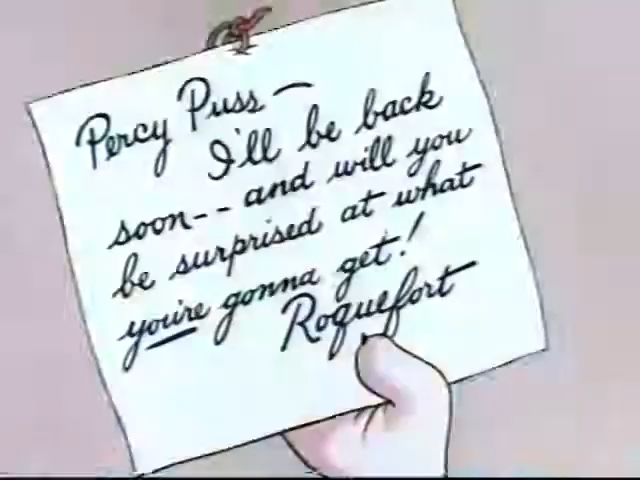 Percy Puss —
I'll be back
soon-- and will you
be surprised at what
you're gonna get!
Roquefort